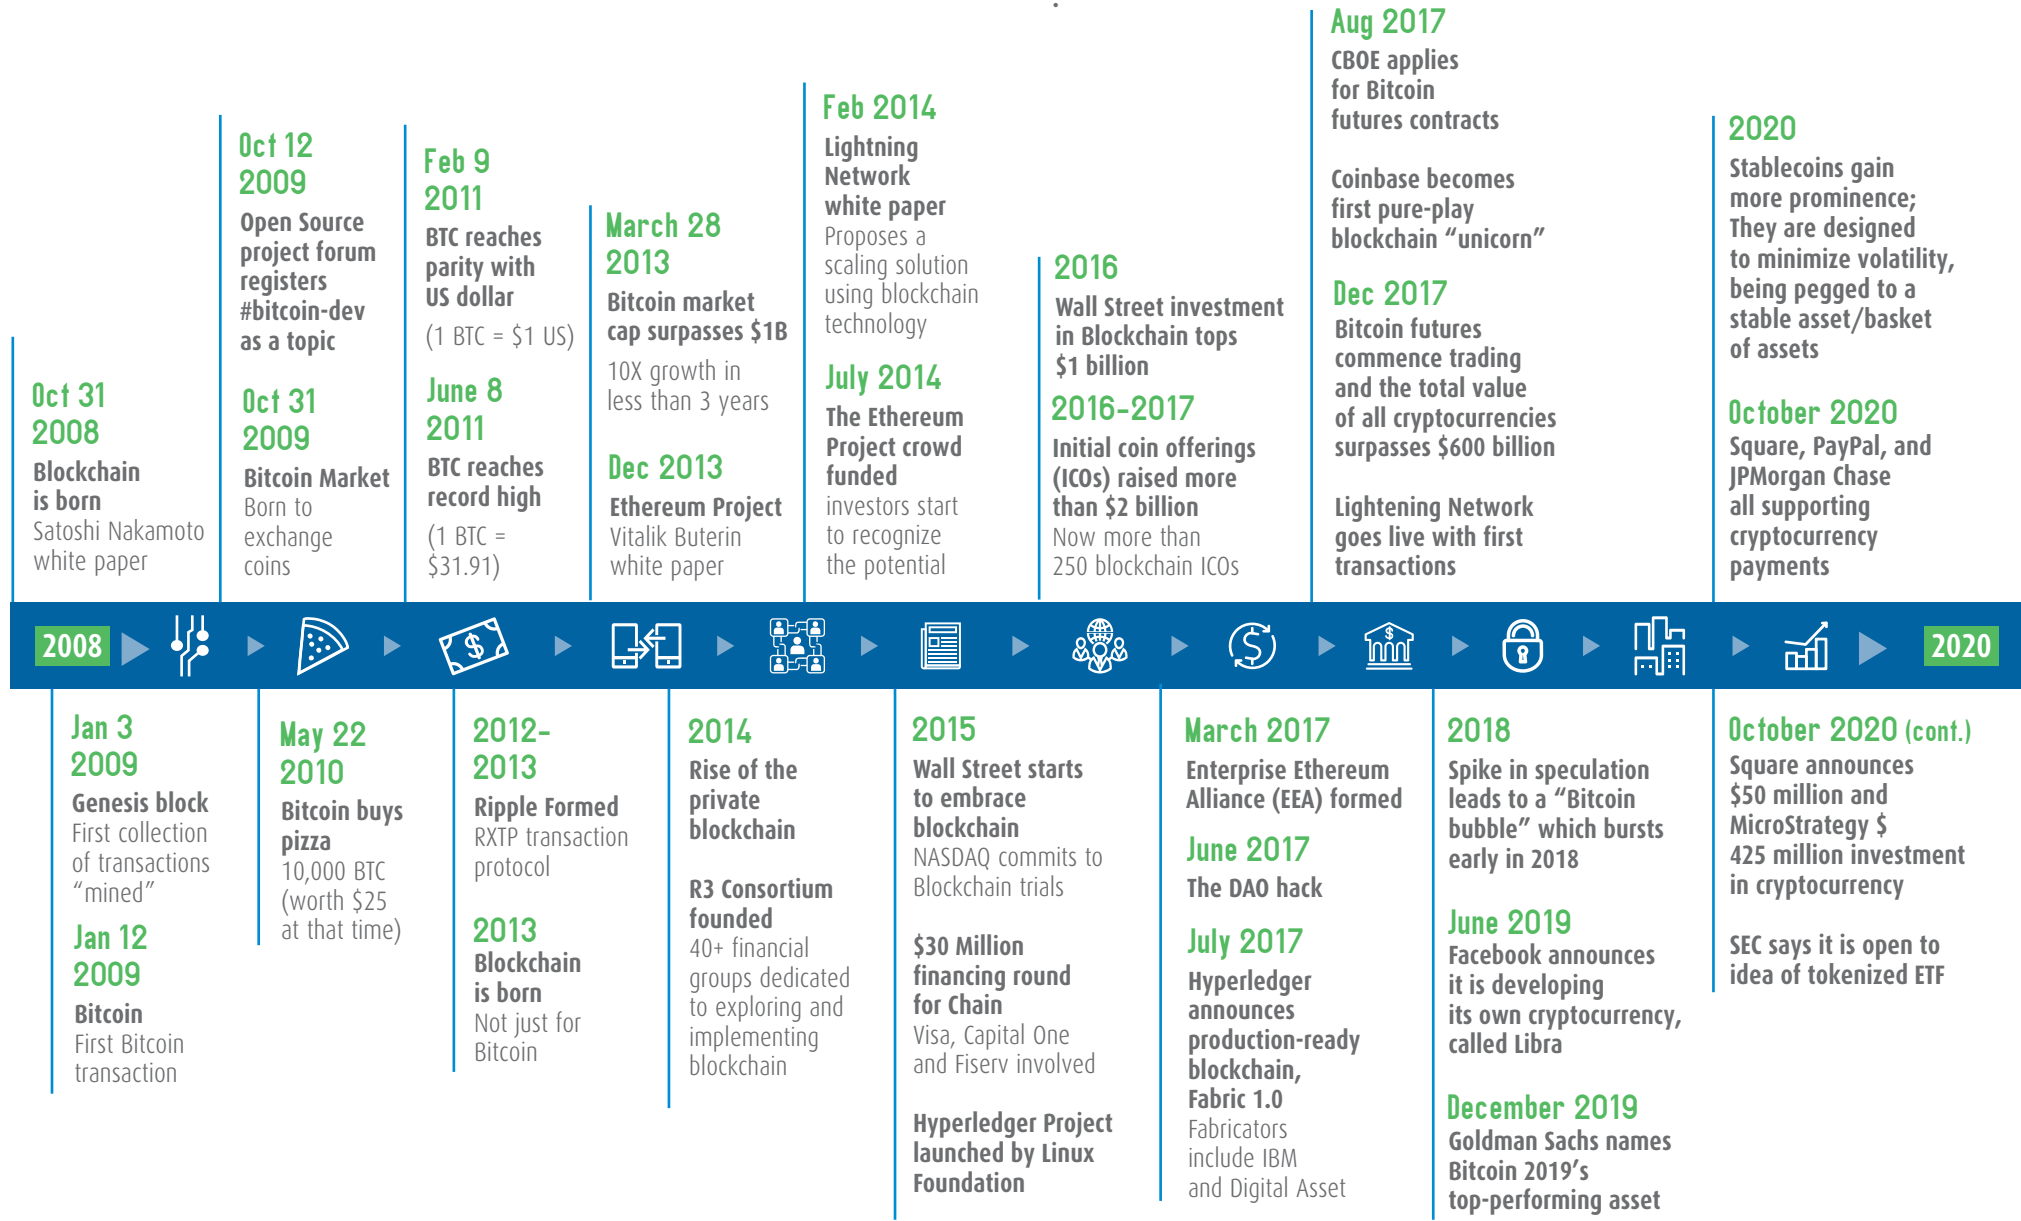 Oct 31
2008
Blockchain
is born
Satoshi Nakamoto
white paper
Oct 12
2009
Open Source
project forum
registers
#bitcoin-dev
as a topic
Oct 31
2009
Bitcoin Market
Born to
exchange
coins
Feb 9
2011
BTC reaches
parity with
US dollar
(1 BTC = $1 US)
June 8
2011
BTC reaches
record high
(1 BTC =
$31.91)
March 28
2013
Bitcoin market
cap surpasses $1B
10X growth in
less than 3 years
Dec 2013
Ethereum Project
Vitalik Buterin
white paper
Feb 2014
Lightning
Network
white paper
Proposes a
scaling solution
using blockchain
technology
July 2014
The Ethereum
Project crowd
funded
investors start
to recognize
the potential
2016
Wall Street investment
in Blockchain tops
$1 billion
2016-2017
Initial coin offerings
(ICOs) raised more
than $2 billion
Now more than
250 blockchain ICOs
Aug 2017
CBOE applies
for Bitcoin
futures contracts
Coinbase becomes
first pure-play
blockchain “unicorn”
Dec 2017
Bitcoin futures
commence trading
and the total value
of all cryptocurrencies
surpasses $600 billion
Lightening Network
goes live with first
transactions
2020
Stablecoins gain
more prominence;
They are designed
to minimize volatility,
being pegged to a
stable asset/basket
of assets
October 2020
Square, PayPal, and
JPMorgan Chase
all supporting
cryptocurrency
payments
2008
$
$
$
2020
Jan 3
2009
Genesis block
First collection
of transactions
“mined”
Jan 12
2009
Bitcoin
First Bitcoin
transaction
May 22
2010
Bitcoin buys
pizza
10,000 BTC
(worth $25
at that time)
2012-
2013
Ripple Formed
RXTP transaction
protocol
2013
Blockchain
is born
Not just for
Bitcoin
2014
Rise of the
private
blockchain
R3 Consortium
founded
40+ financial
groups dedicated
to exploring and
implementing
blockchain
2015
Wall Street starts
to embrace
blockchain
NASDAQ commits to
Blockchain trials
$30 Million
financing round
for Chain
Visa, Capital One
and Fiserv involved
Hyperledger Project
launched by Linux
Foundation
March 2017
Enterprise Ethereum
Alliance (EEA) formed
June 2017
The DAO hack
July 2017
Hyperledger
announces
production-ready
blockchain,
Fabric 1.0
Fabricators
include IBM
and Digital Asset
2018
Spike in speculation
leads to a “Bitcoin
bubble” which bursts
early in 2018
June 2019
Facebook announces
it is developing
its own cryptocurrency,
called Libra
December 2019
Goldman Sachs names
Bitcoin 2019’s
top-performing asset
October 2020 (cont.)
Square announces
$50 million and
MicroStrategy $
425 million investment
in cryptocurrency
SEC says it is open to
idea of tokenized ETF